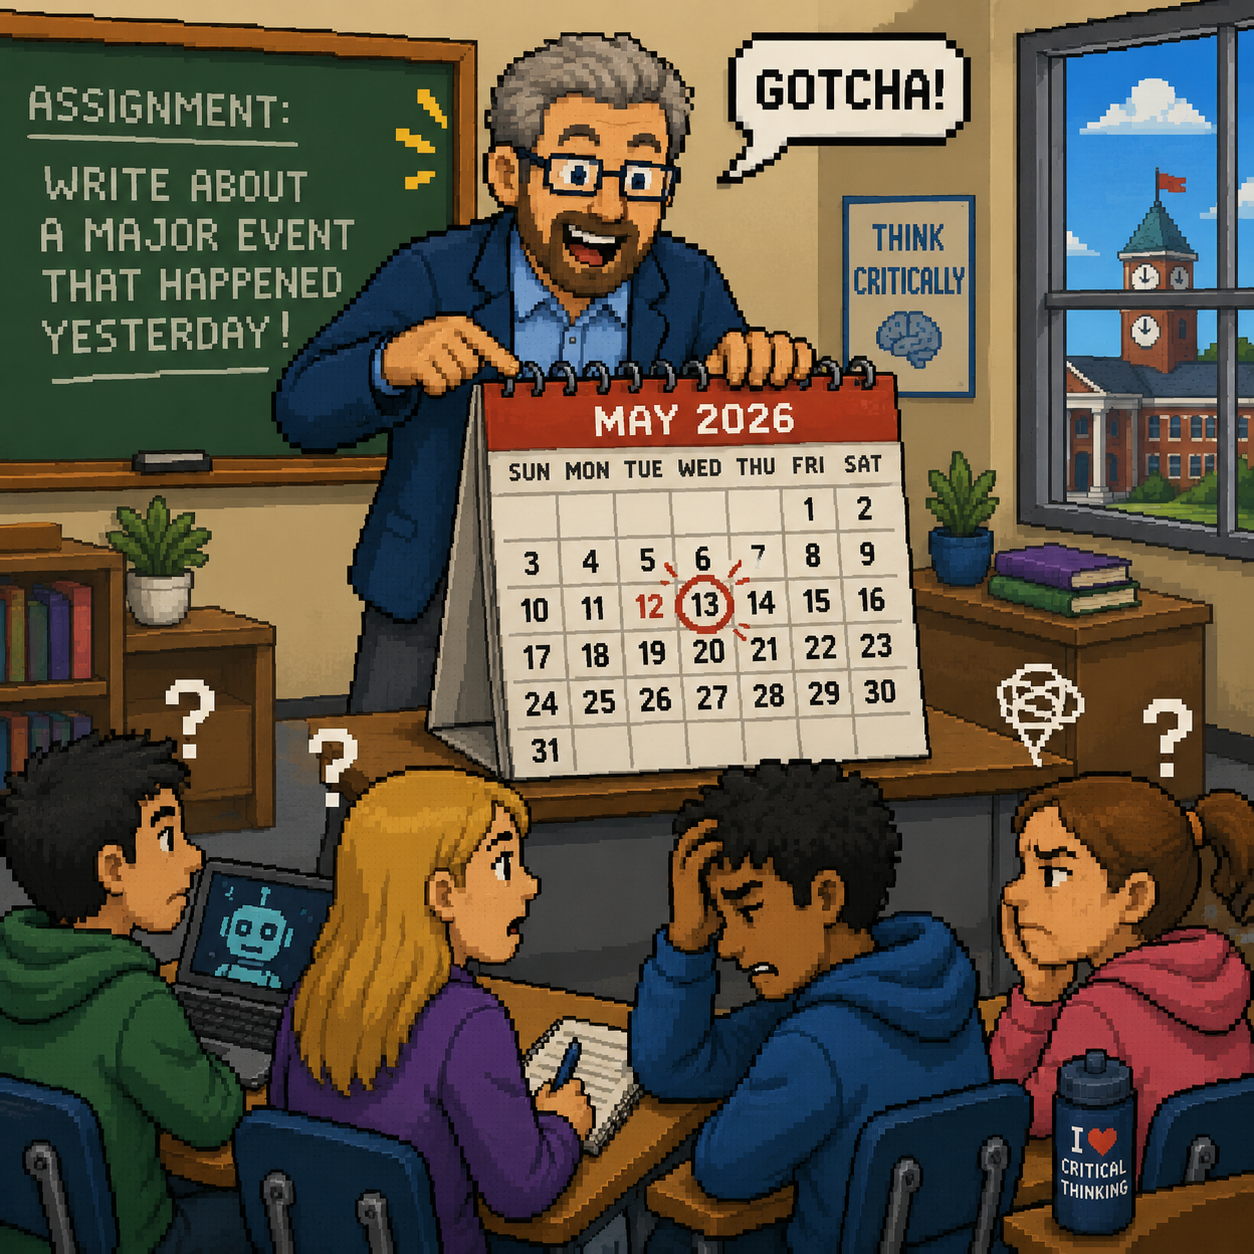 ASSIGNMENT:
WRITE ABOUT
A MAJOR EVENT
THAT HAPPENED
YESTERDAY!
GOTCHA!
THINK
CRITICALLY
MAY 2026
SUN MON TUE WED THU FRI SAT
1 2
3 4 5 6 7 8 9
10 11 12 13 14 15 16
17 18 19 20 21 22 23
24 25 26 27 28 29 30
31
?
?
?
I ❤
CRITICAL
THINKING